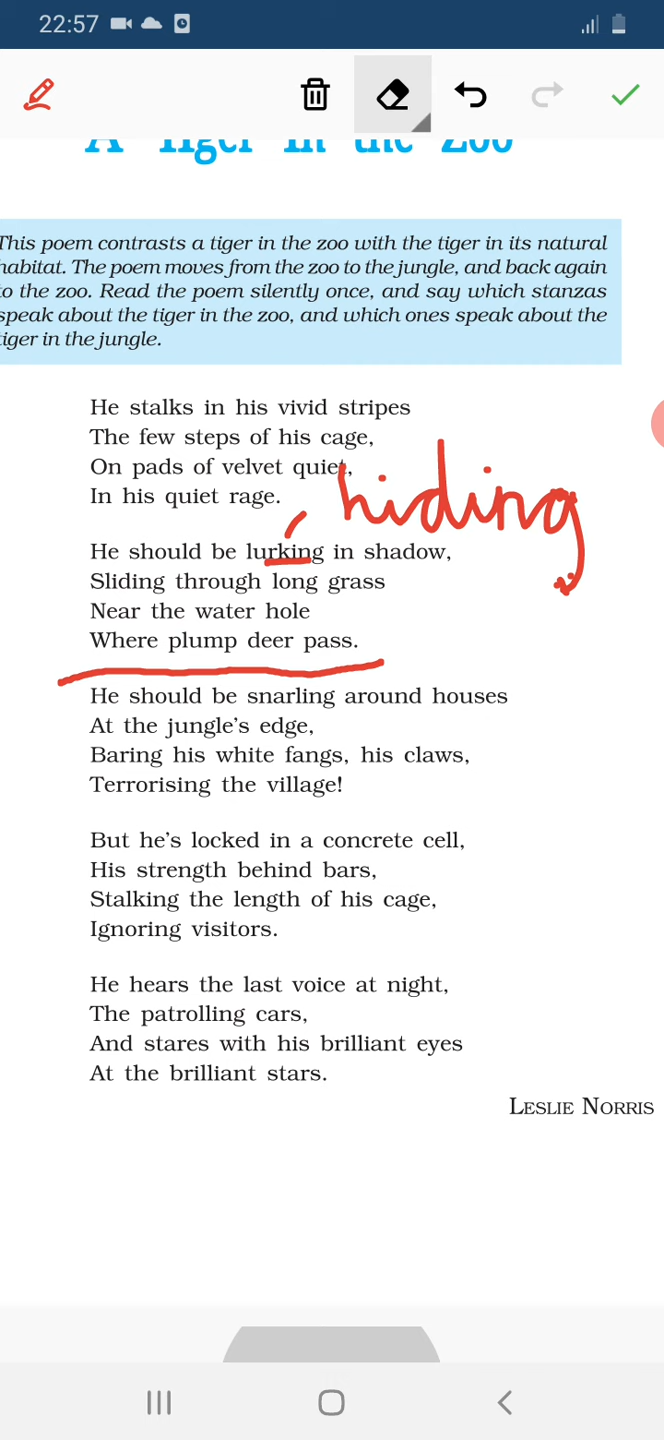 22:57
A Tiger in the Zoo
This poem contrasts a tiger in the zoo with the tiger in its natural
habitat. The poem moves from the zoo to the jungle, and back again
to the zoo. Read the poem silently once, and say which stanzas
speak about the tiger in the zoo, and which ones speak about the
tiger in the jungle.
He stalks in his vivid stripes
The few steps of his cage,
On pads of velvet quiet,
In his quiet rage.
hiding
He should be lurking in shadow,
Sliding through long grass
Near the water hole
Where plump deer pass.
He should be snarling around houses
At the jungle's edge,
Baring his white fangs, his claws,
Terrorising the village!
But he's locked in a concrete cell,
His strength behind bars,
Stalking the length of his cage,
Ignoring visitors.
He hears the last voice at night,
The patrolling cars,
And stares with his brilliant eyes
At the brilliant stars.
LESLIE NORRIS